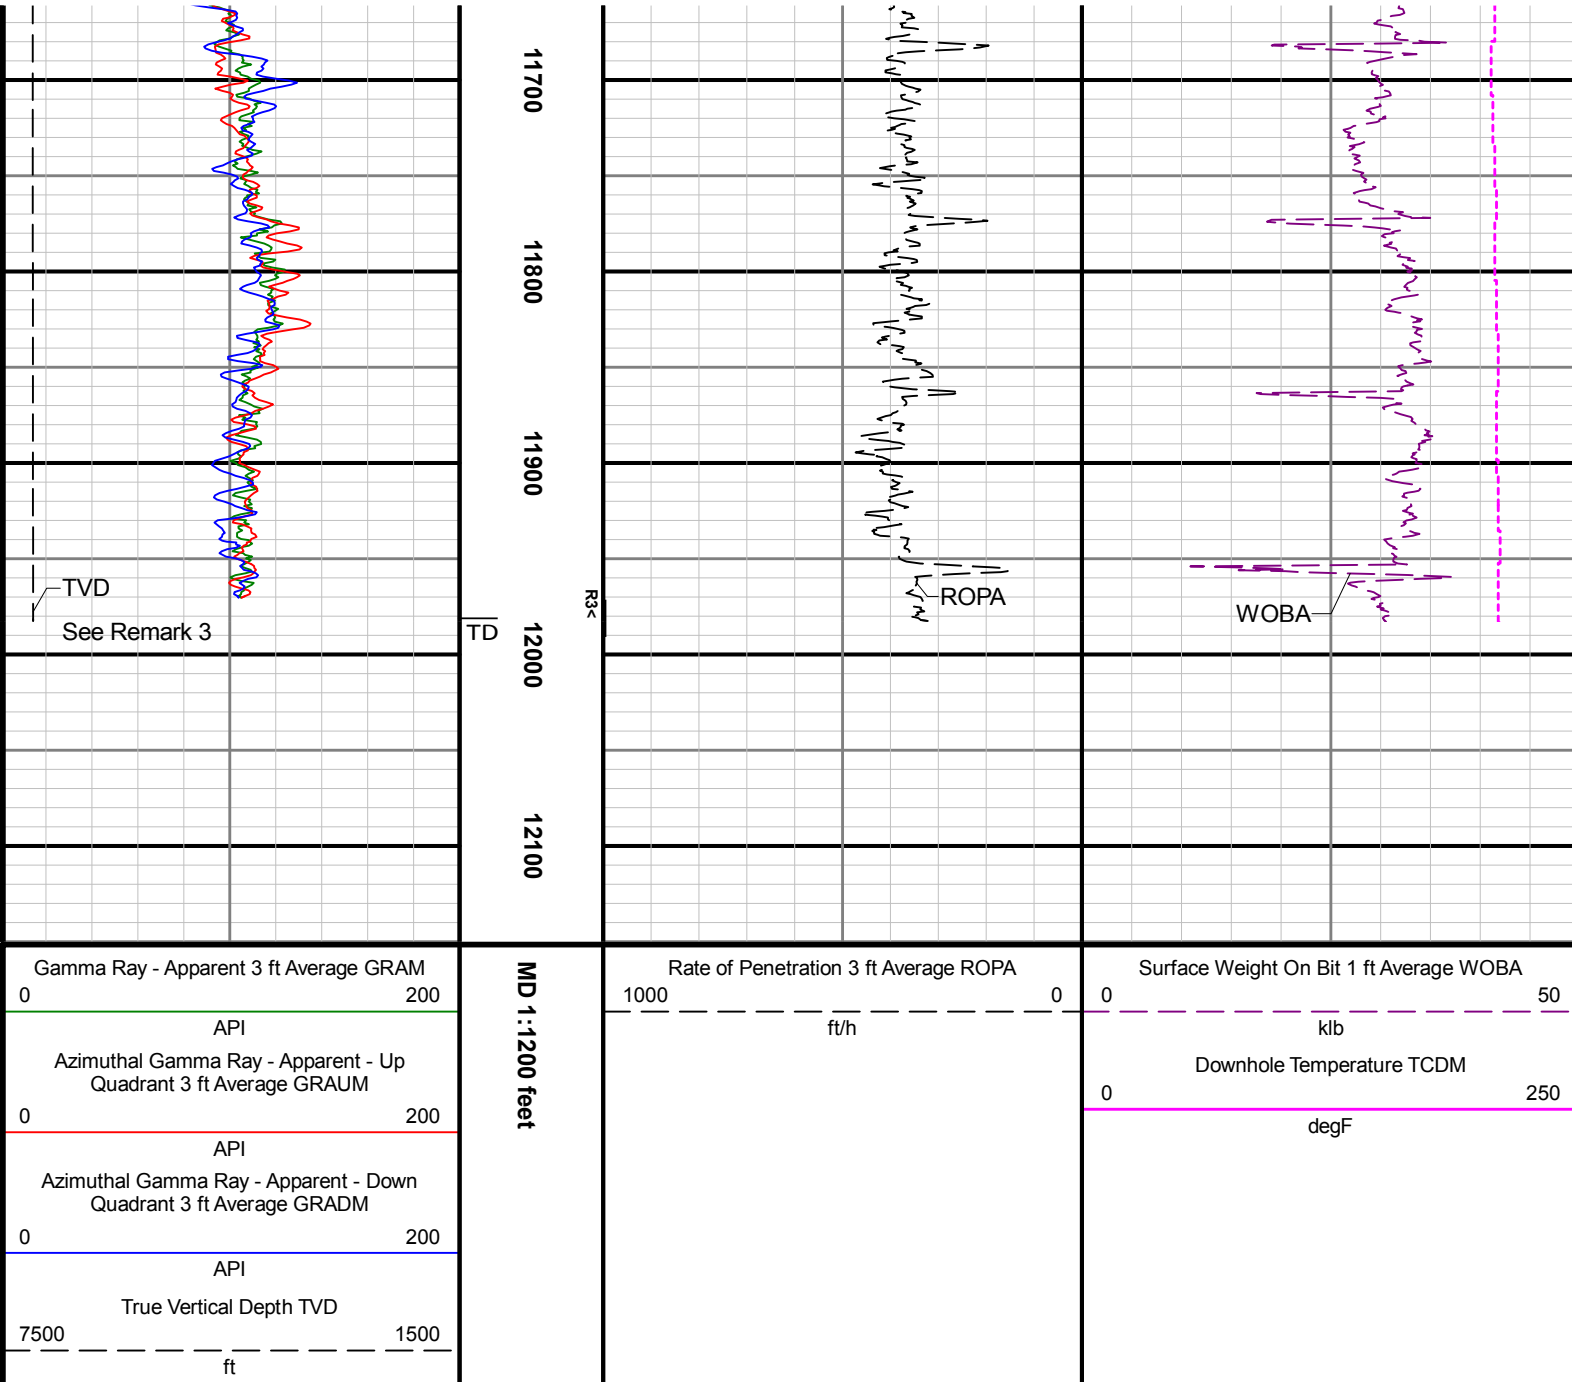 11700
11800
11900
12000
12100
TVD
See Remark 3
TD
R3<
ROPA
WOBA
Gamma Ray - Apparent 3 ft Average GRAM
0 200
API
Azimuthal Gamma Ray - Apparent - Up
Quadrant 3 ft Average GRAUM
0 200
API
Azimuthal Gamma Ray - Apparent - Down
Quadrant 3 ft Average GRADM
0 200
API
True Vertical Depth TVD
7500 1500
ft
MD 1:1200 feet
Rate of Penetration 3 ft Average ROPA
1000 0
ft/h
Surface Weight On Bit 1 ft Average WOBA
0 50
klb
Downhole Temperature TCDM
0 250
degF